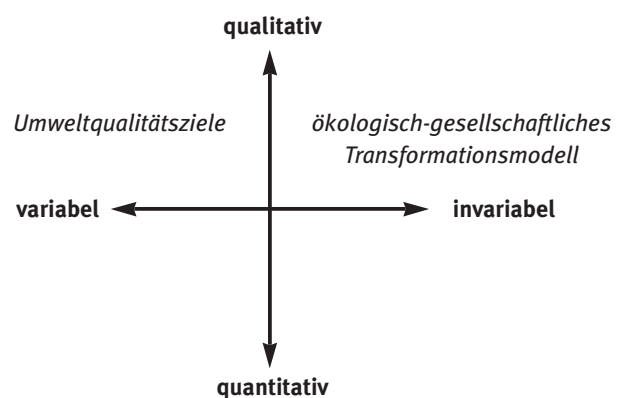 qualitativ
Umweltqualitätsziele
ökologisch-gesellschaftliches
Transformationsmodell
variabel
invariabel
quantitativ